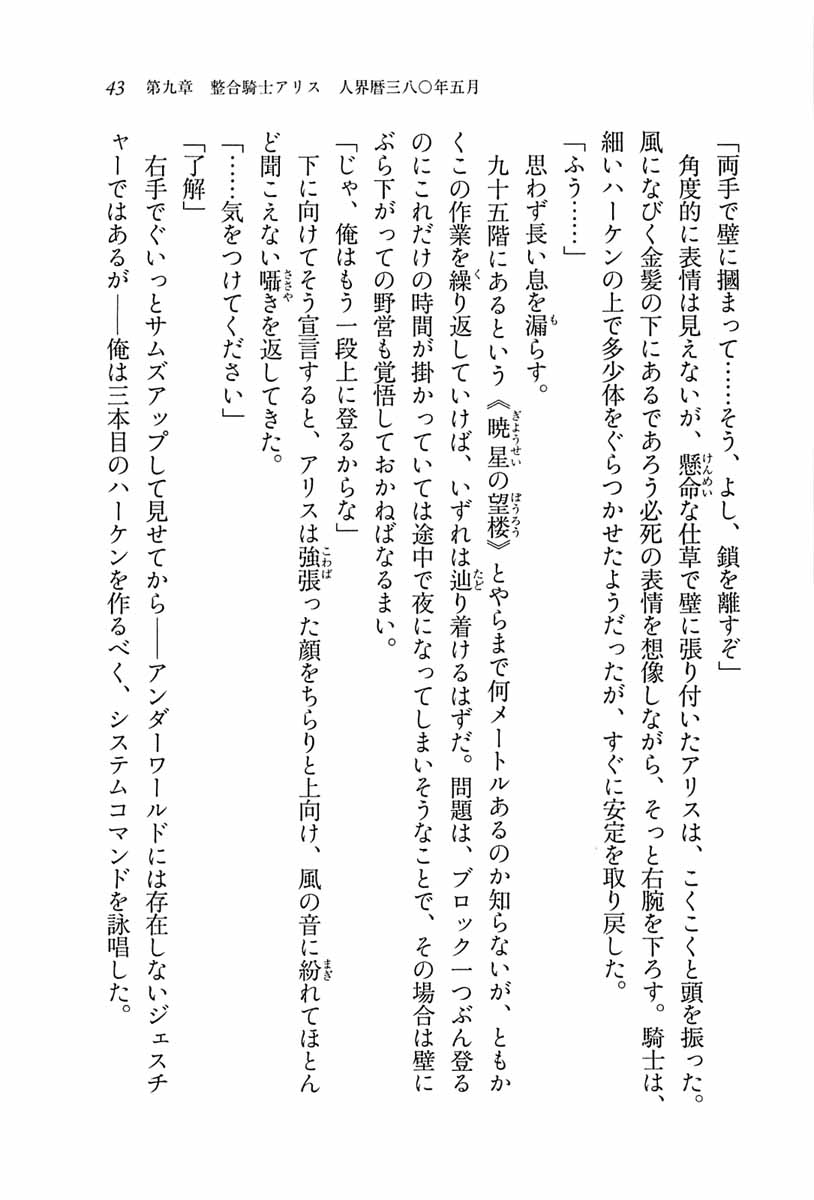 43　第九章　整合騎士アリス　人界暦三八〇年五月
「両手で壁に摑まって……そう、よし、鎖を離すぞ」
　角度的に表情は見えないが、懸命な仕草で壁に張り付いたアリスは、こくこくと頭を振った。
風になびく金髪の下にあるであろう必死の表情を想像しながら、そっと右腕を下ろす。騎士は、
細いハーケンの上で多少体をぐらつかせたようだったが、すぐに安定を取り戻した。
「ふう……」
　思わず長い息を漏らす。
　九十五階にあるという《暁星の望楼》とやらまで何メートルあるのか知らないが、ともか
くこの作業を繰り返していけば、いずれは辿り着けるはずだ。問題は、ブロック一つぶん登る
のにこれだけの時間が掛かっていては途中で夜になってしまいそうなことで、その場合は壁に
ぶら下がっての野営も覚悟しておかねばなるまい。
「じゃ、俺はもう一段上に登るからな」
　下に向けてそう宣言すると、アリスは強張った顔をちらりと上向け、風の音に紛れてほとん
ど聞こえない囁きを返してきた。
「……気をつけてください」
「了解」
　右手でぐいっとサムズアップして見せてから――アンダーワールドには存在しないジェスチ
ャーではあるが――俺は三本目のハーケンを作るべく、システムコマンドを詠唱した。